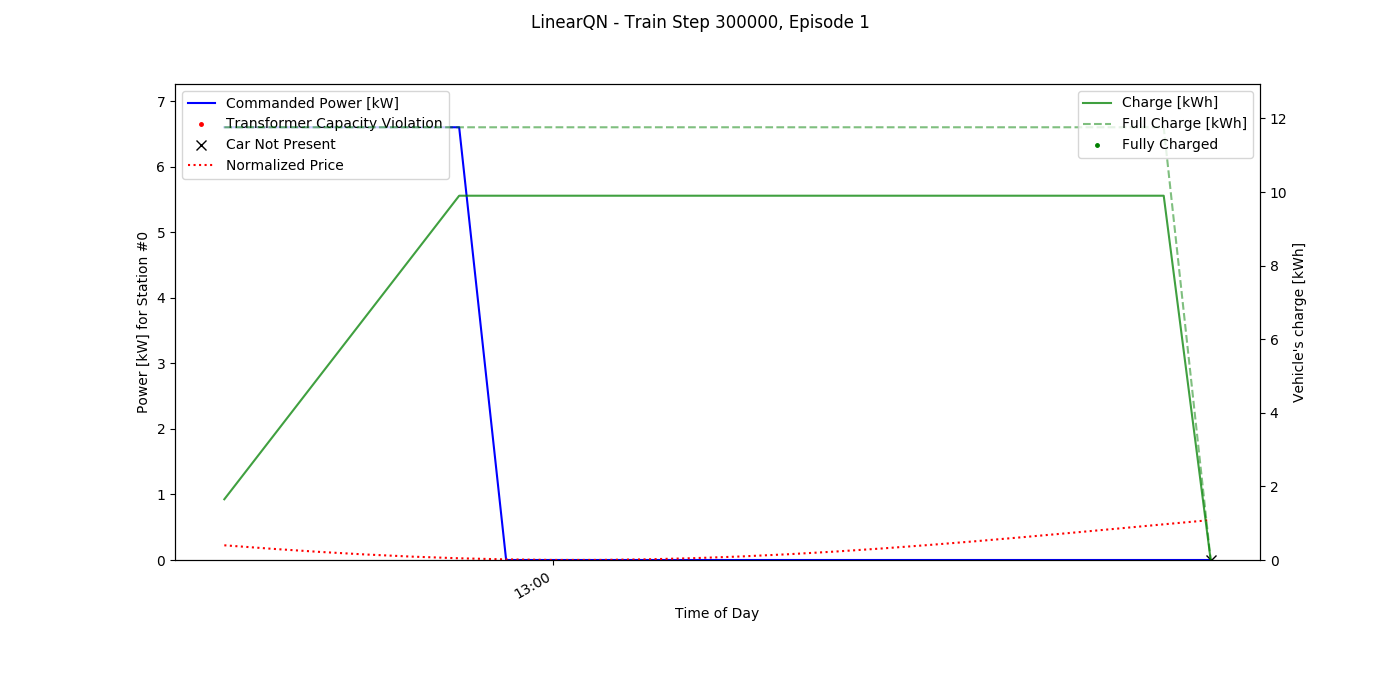 LinearQN - Train Step 300000, Episode 1
Commanded Power [kW]
Transformer Capacity Violation
Car Not Present
Normalized Price
Charge [kWh]
Full Charge [kWh]
Fully Charged
7
6
5
4
3
2
1
0
Power [kW] for Station #0
12
10
8
6
4
2
0
Vehicle's charge [kWh]
13:00
Time of Day